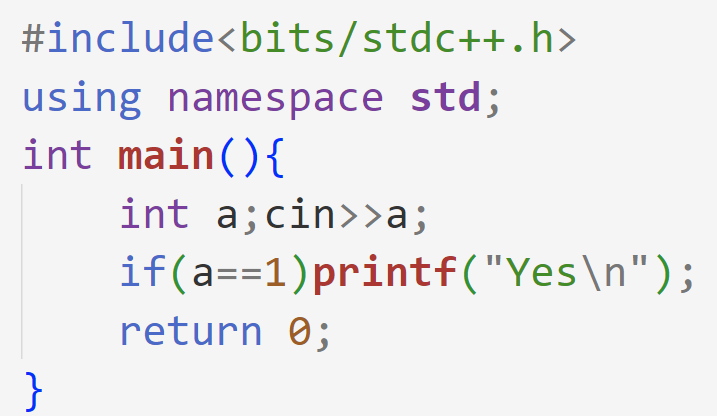 #include<bits/stdc++.h>
using namespace std;
int main(){
    int a;cin>>a;
    if(a==1)printf("Yes\n");
    return 0;
}